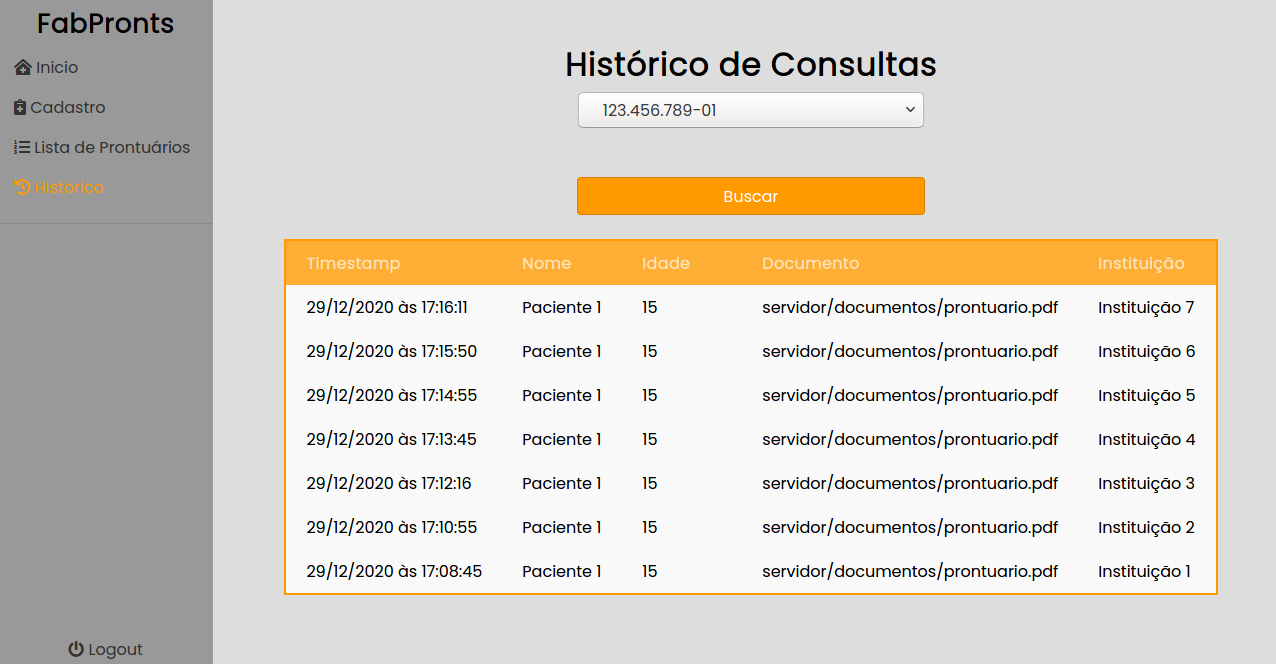 FabPronts
Inicio
Cadastro
Lista de Prontuários
Histórico
Logout
Histórico de Consultas
123.456.789-01
Buscar
Timestamp Nome Idade Documento Instituição
29/12/2020 às 17:16:11 Paciente 1 15 servidor/documentos/prontuario.pdf Instituição 7
29/12/2020 às 17:15:50 Paciente 1 15 servidor/documentos/prontuario.pdf Instituição 6
29/12/2020 às 17:14:55 Paciente 1 15 servidor/documentos/prontuario.pdf Instituição 5
29/12/2020 às 17:13:45 Paciente 1 15 servidor/documentos/prontuario.pdf Instituição 4
29/12/2020 às 17:12:16 Paciente 1 15 servidor/documentos/prontuario.pdf Instituição 3
29/12/2020 às 17:10:55 Paciente 1 15 servidor/documentos/prontuario.pdf Instituição 2
29/12/2020 às 17:08:45 Paciente 1 15 servidor/documentos/prontuario.pdf Instituição 1